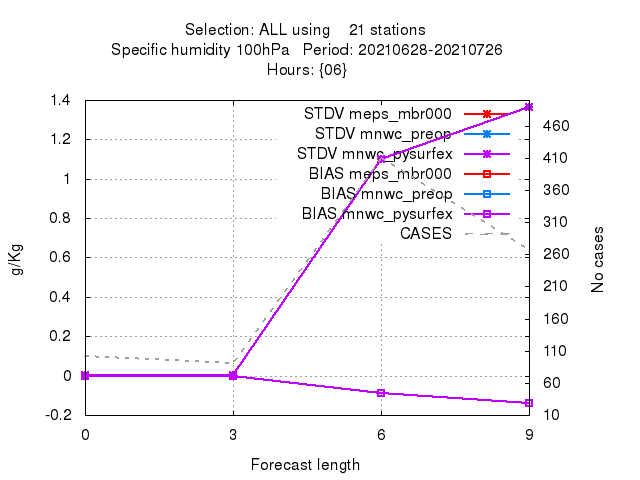 Selection: ALL using    21 stations
Specific humidity 100hPa   Period: 20210628-20210726
Hours: {06}
1.4
1.2
1
0.8
0.6
0.4
0.2
0
-0.2
g/Kg
STDV meps_mbr000
STDV mnwc_preop
STDV mnwc_pysurfex
BIAS meps_mbr000
BIAS mnwc_preop
BIAS mnwc_pysurfex
CASES
460
410
360
310
260
210
160
110
60
10
No cases
0
3
6
9
Forecast length